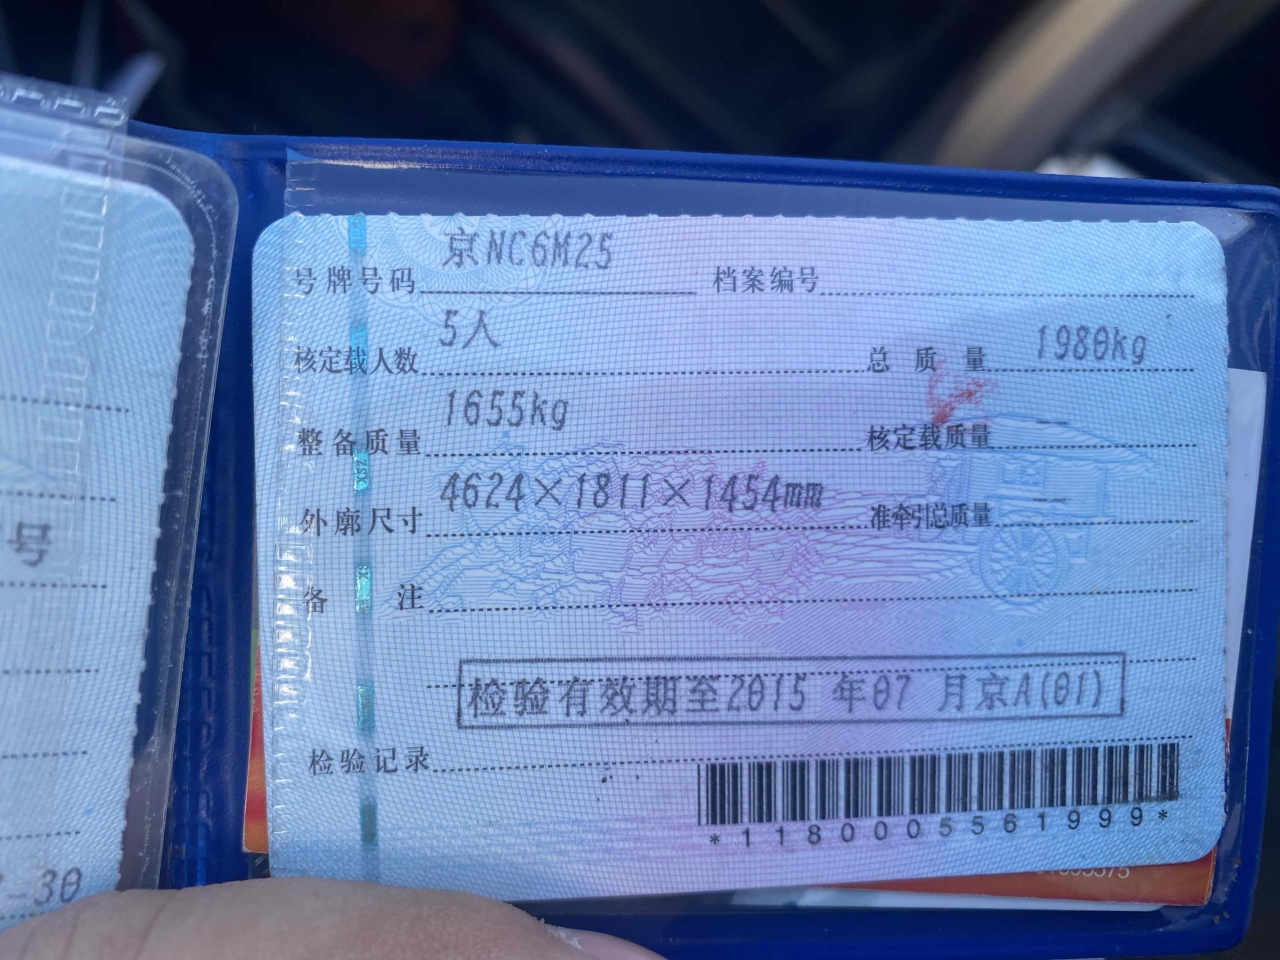 京NC6M25
号牌号码 档案编号
5人 1980kg
核定载人数 总质量
1655kg
整备质量 核定载质量 --
4624×1811×1454mm
外廓尺寸 准牵引总质量 --
备注
检验有效期至2015 年07 月京A(01)
检验记录
*1180005561999*
号
-30